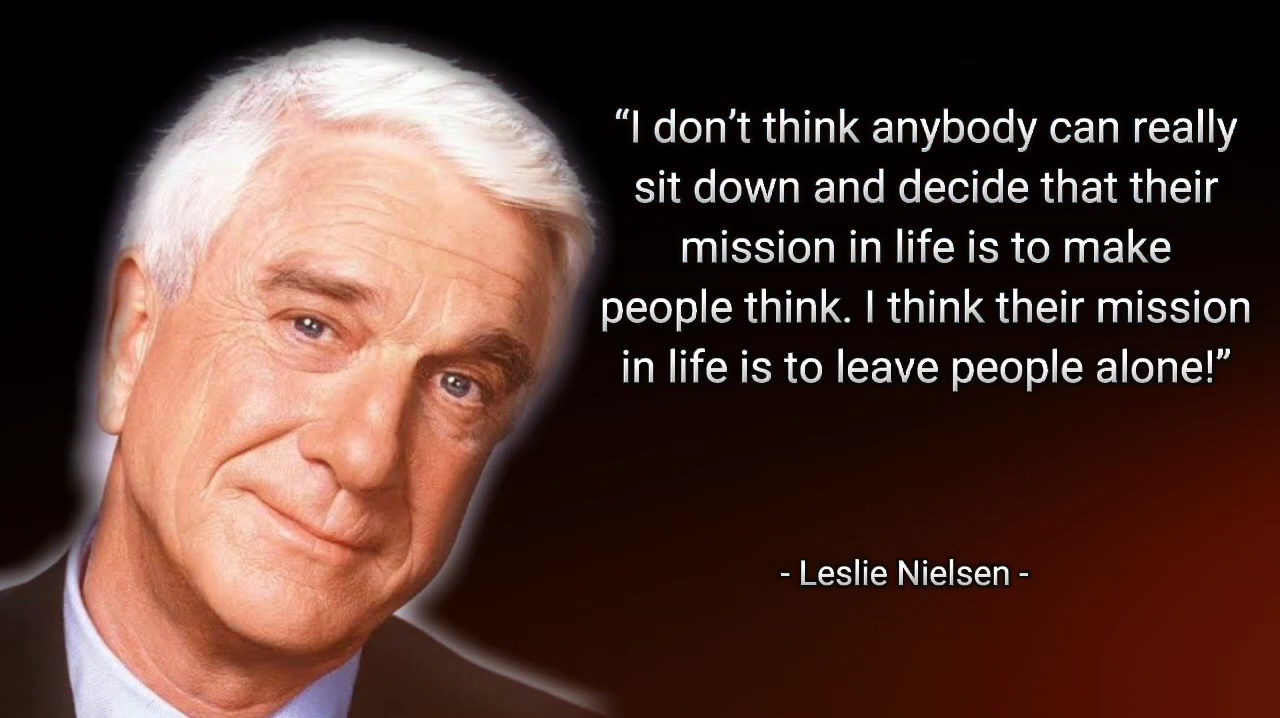 “I don’t think anybody can really
sit down and decide that their
mission in life is to make
people think. I think their mission
in life is to leave people alone!”
- Leslie Nielsen -